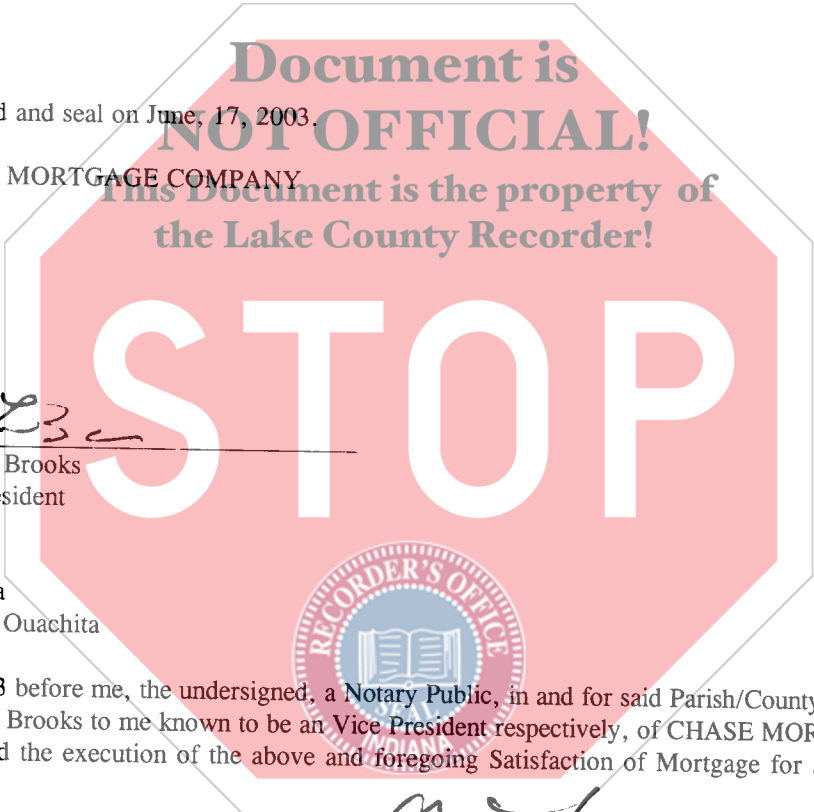 Document is
d and seal on June, 17, 2003.
NOT OFFICIAL!
MORTGAGE COMPANY
This Document is the property of
the Lake County Recorder!
STOP
Brooks
esident
a
Ouachita
RECORDER'S OFFICE
SEAL
INDIANA
3 before me, the undersigned, a Notary Public, in and for said Parish/County
Brooks to me known to be an Vice President respectively, of CHASE MOR
d the execution of the above and foregoing Satisfaction of Mortgage for